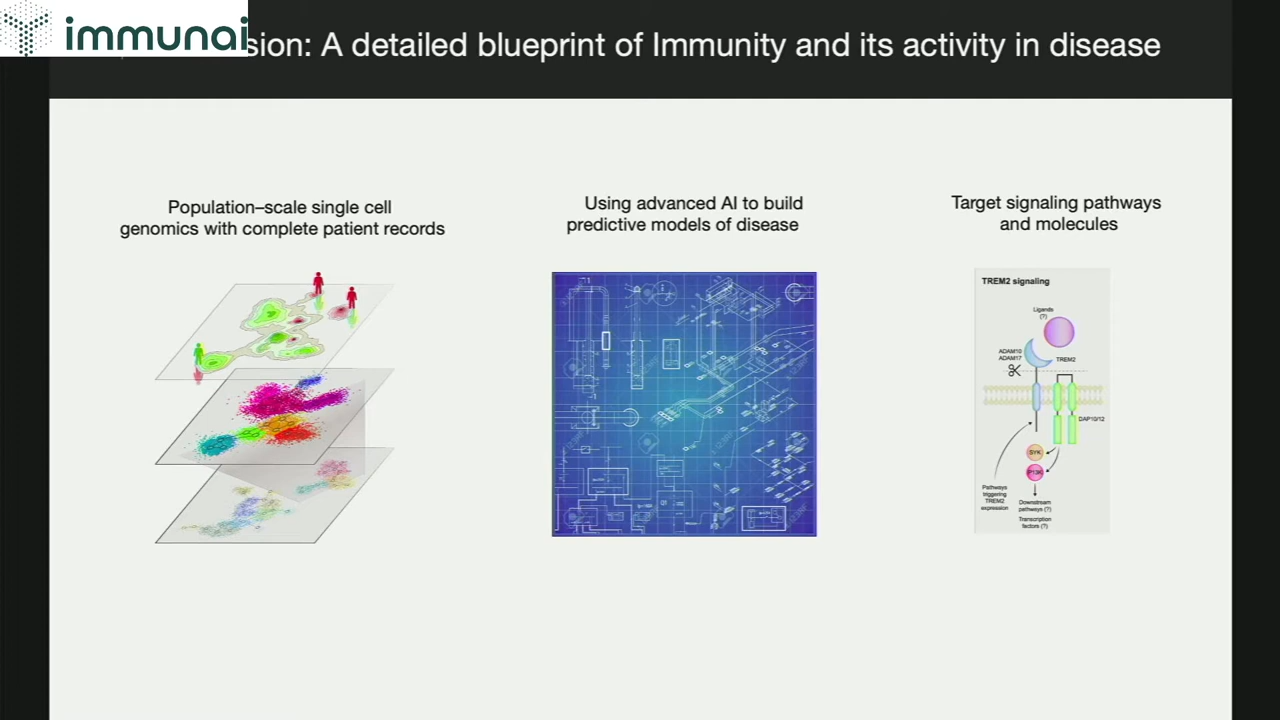 immunai
sion: A detailed blueprint of Immunity and its activity in disease
Population–scale single cell
genomics with complete patient records
Using advanced AI to build
predictive models of disease
Target signaling pathways
and molecules
TREM2 signaling
Ligands
(?)
ADAM10
ADAM17
TREM2
DAP10/12
SYK
PI3K
Pathways
triggering
TREM2
expression
Downstream
pathways (?)
Transcription
factors (?)